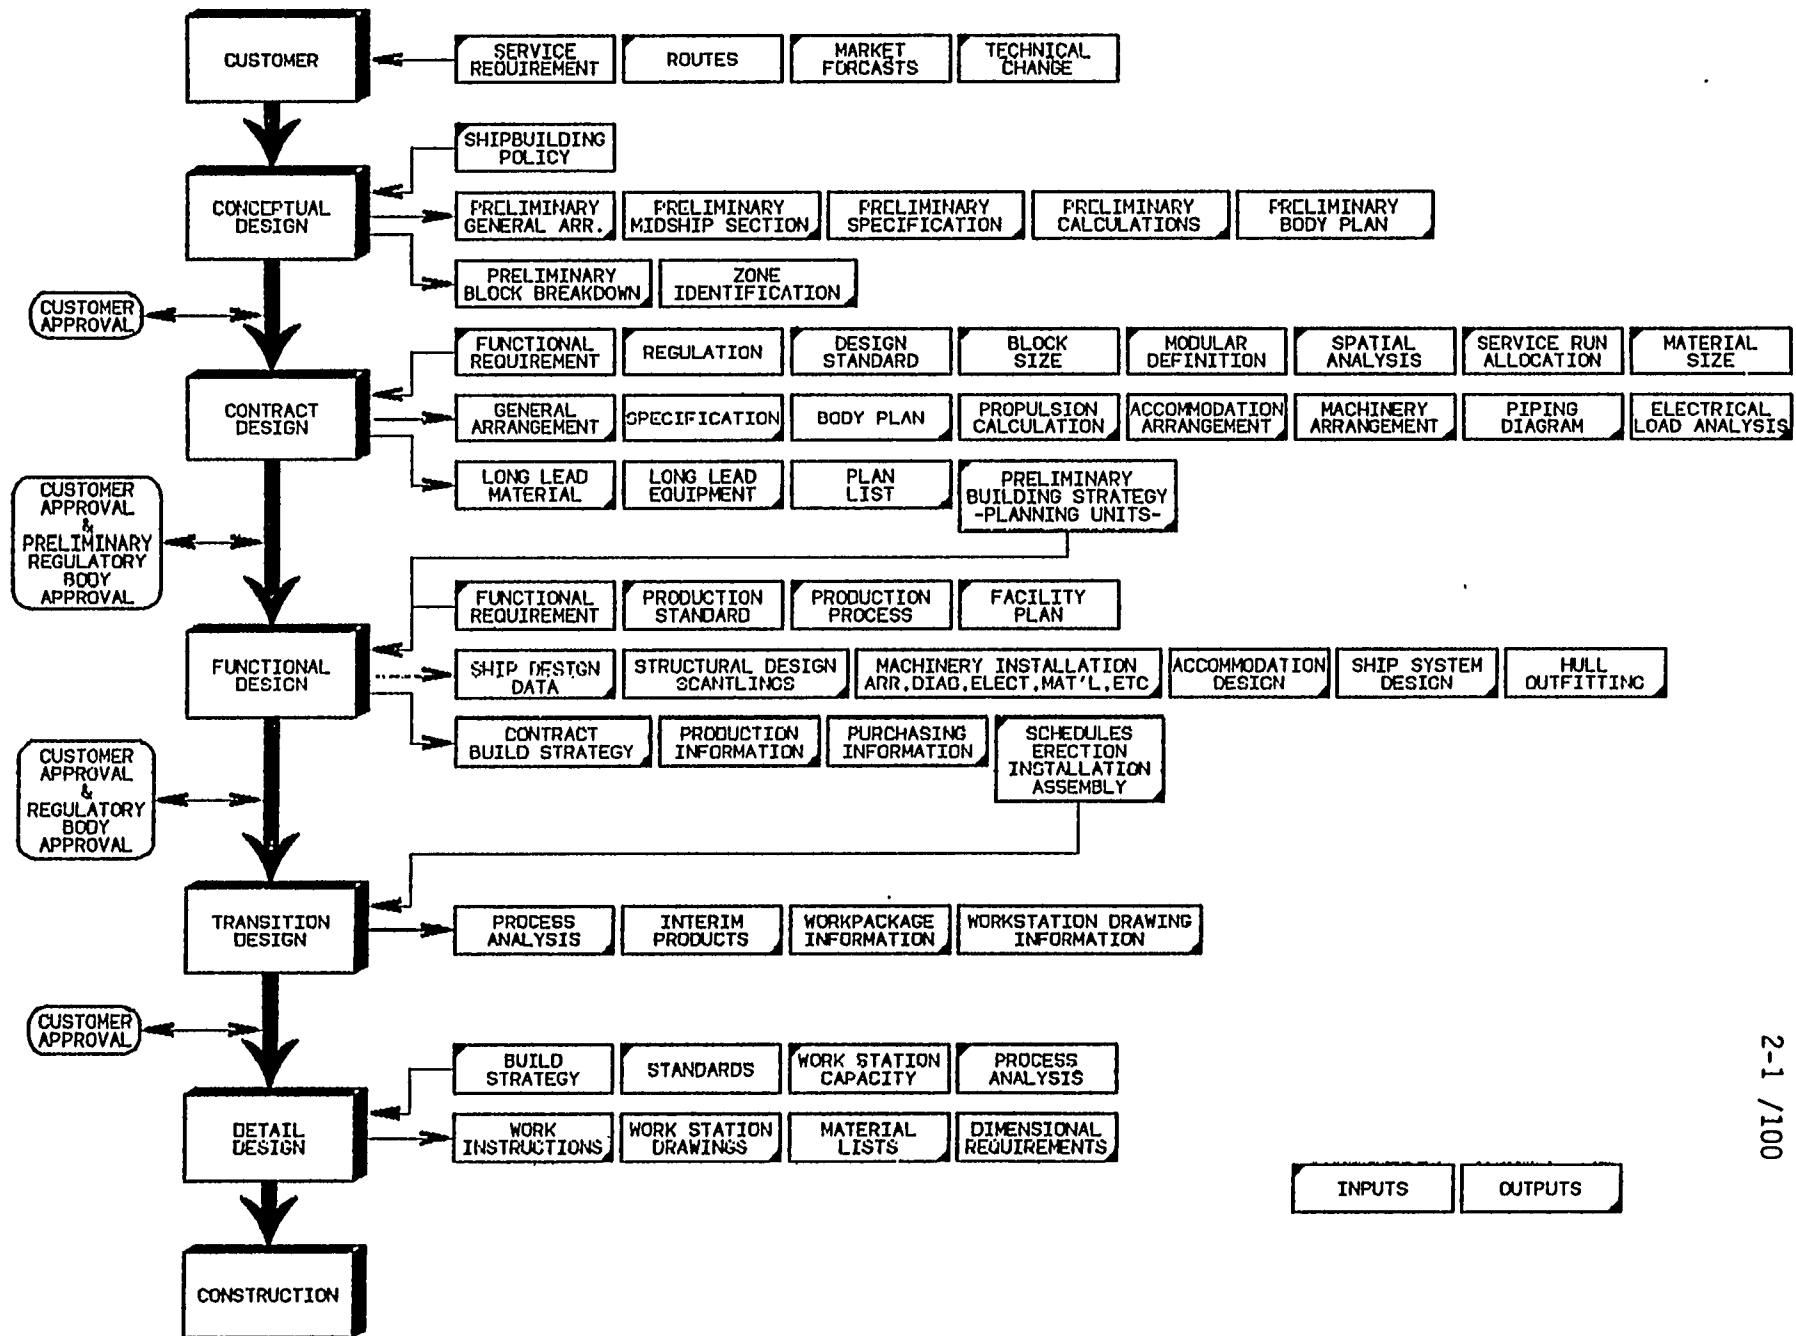 CUSTOMER
SERVICE
REQUIREMENT
ROUTES
MARKET
FORCASTS
TECHNICAL
CHANGE
SHIPBUILDING
POLICY
CONCEPTUAL
DESIGN
PRELIMINARY
GENERAL ARR.
PRELIMINARY
MIDSHIP SECTION
PRELIMINARY
SPECIFICATION
PRELIMINARY
CALCULATIONS
PRELIMINARY
BODY PLAN
PRELIMINARY
BLOCK BREAKDOWN
ZONE
IDENTIFICATION
CUSTOMER
APPROVAL
FUNCTIONAL
REQUIREMENT
REGULATION
DESIGN
STANDARD
BLOCK
SIZE
MODULAR
DEFINITION
SPATIAL
ANALYSIS
SERVICE RUN
ALLOCATION
MATERIAL
SIZE
CONTRACT
DESIGN
GENERAL
ARRANGEMENT
SPECIFICATION
BODY PLAN
PROPULSION
CALCULATION
ACCOMMODATION
ARRANGEMENT
MACHINERY
ARRANGEMENT
PIPING
DIAGRAM
ELECTRICAL
LOAD ANALYSIS
LONG LEAD
MATERIAL
LONG LEAD
EQUIPMENT
PLAN
LIST
PRELIMINARY
BUILDING STRATEGY
-PLANNING UNITS-
CUSTOMER
APPROVAL
&
PRELIMINARY
REGULATORY
BODY
APPROVAL
FUNCTIONAL
REQUIREMENT
PRODUCTION
STANDARD
PRODUCTION
PROCESS
FACILITY
PLAN
FUNCTIONAL
DESIGN
SHIP DESIGN
DATA
STRUCTURAL DESIGN
SCANTLINGS
MACHINERY INSTALLATION
ARR.DIAG.ELECT.MAT'L.ETC
ACCOMMODATION
DESIGN
SHIP SYSTEM
DESIGN
HULL
OUTFITTING
CONTRACT
BUILD STRATEGY
PRODUCTION
INFORMATION
PURCHASING
INFORMATION
SCHEDULES
ERECTION
INSTALLATION
ASSEMBLY
CUSTOMER
APPROVAL
&
REGULATORY
BODY
APPROVAL
TRANSITION
DESIGN
PROCESS
ANALYSIS
INTERIM
PRODUCTS
WORKPACKAGE
INFORMATION
WORKSTATION DRAWING
INFORMATION
CUSTOMER
APPROVAL
BUILD
STRATEGY
STANDARDS
WORK STATION
CAPACITY
PROCESS
ANALYSIS
DETAIL
DESIGN
WORK
INSTRUCTIONS
WORK STATION
DRAWINGS
MATERIAL
LISTS
DIMENSIONAL
REQUIREMENTS
INPUTS
OUTPUTS
CONSTRUCTION
2-1 /100